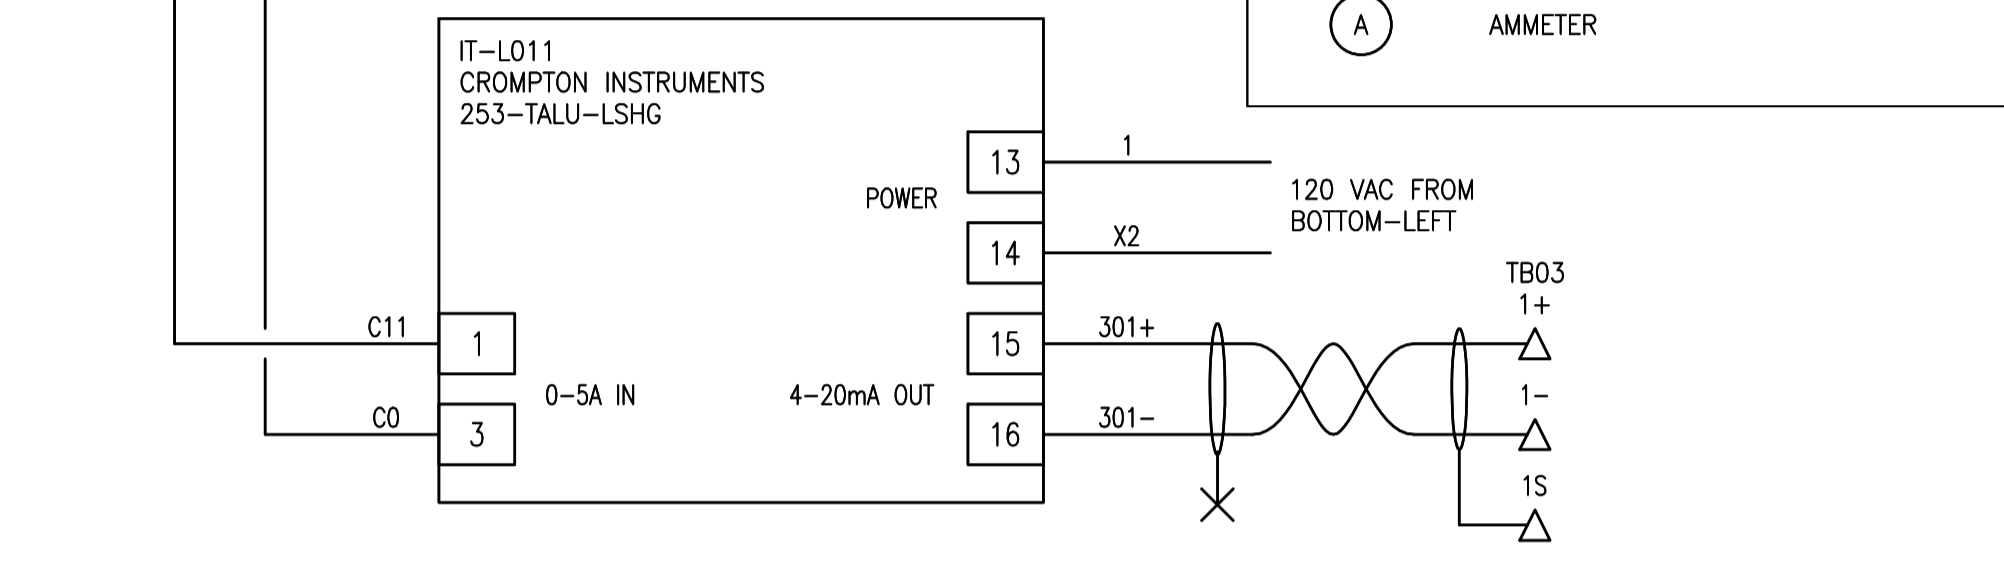 A
AMMETER
IT-L011
CROMPTON INSTRUMENTS
253-TALU-LSHG
13
1
POWER
120 VAC FROM
BOTTOM-LEFT
14
X2
TB03
1+
C11
1
15
301+
0-5A IN
4-20mA OUT
1-
C0
3
16
301-
1S